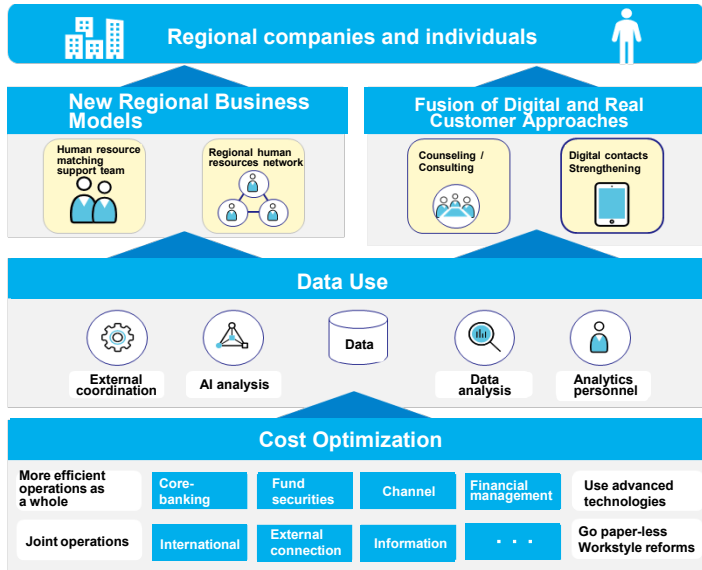 Regional companies and individuals
New Regional Business
Models
Fusion of Digital and Real
Customer Approaches
Human resource
matching
support team
Regional human
resources network
Counseling /
Consulting
Digital contacts
Strengthening
Data Use
External
coordination
AI analysis
Data
Data
analysis
Analytics
personnel
Cost Optimization
More efficient
operations as
a whole
Core-
banking
Fund
securities
Channel
Financial
management
Use advanced
technologies
Joint operations
International
External
connection
Information
. . .
Go paper-less
Workstyle reforms